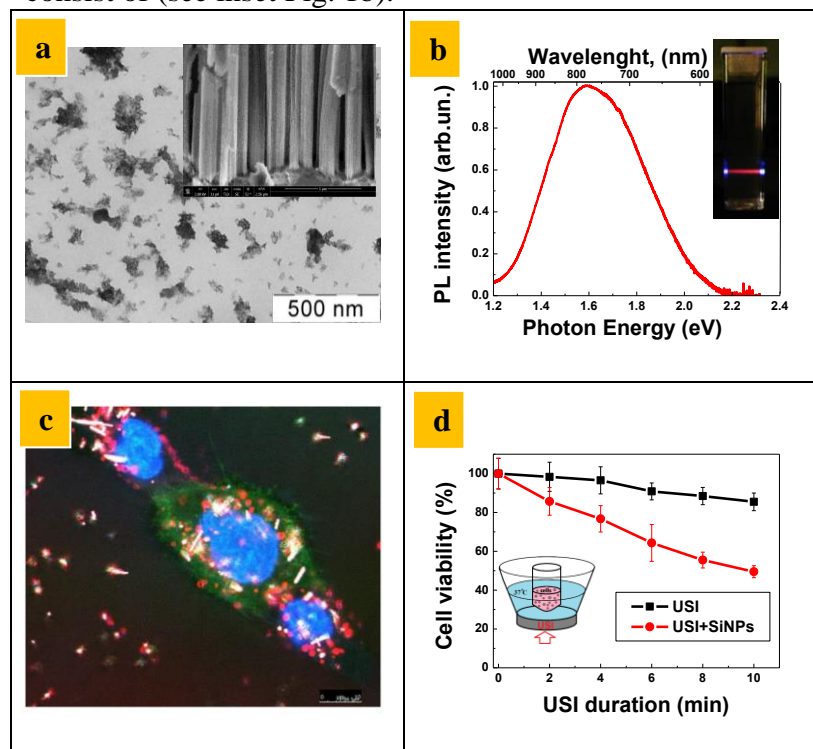 consist of (see inset Fig. 1b).
a
500 nm
b
Wavelenght, (nm)
1000 900 800 700 600
PL intensity (arb.un.)
1.0
0.8
0.6
0.4
0.2
0.0
1.2 1.4 1.6 1.8 2.0 2.2 2.4
Photon Energy (eV)
c
d
Cell viability (%)
100
80
60
40
20
0
37°C
cells
USI
USI
USI+SiNPs
0 2 4 6 8 10
USI duration (min)